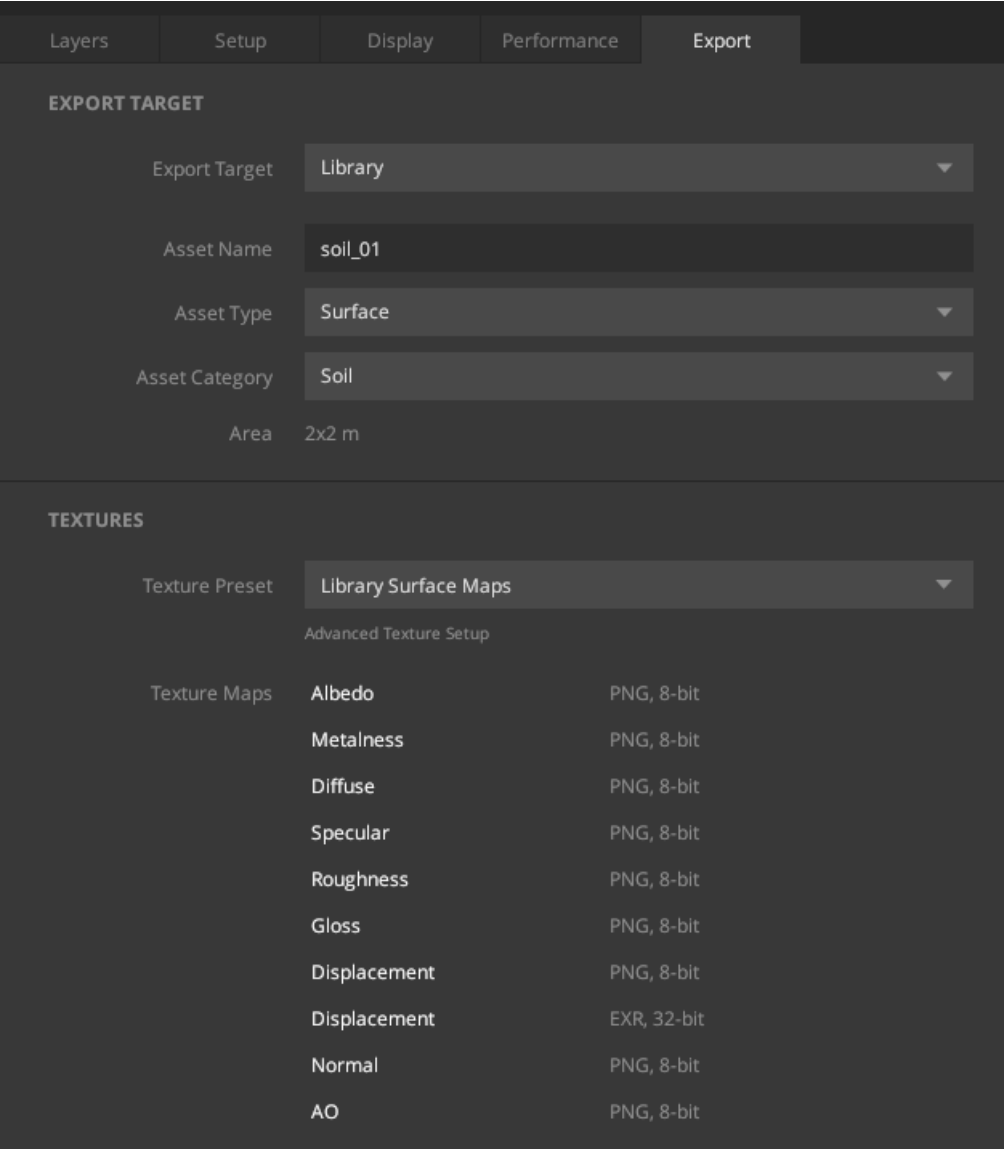 Layers Setup Display Performance Export
EXPORT TARGET
Export Target Library
Asset Name soil_01
Asset Type Surface
Asset Category Soil
Area 2x2 m
TEXTURES
Texture Preset Library Surface Maps
Advanced Texture Setup
Texture Maps Albedo PNG, 8-bit
Metalness PNG, 8-bit
Diffuse PNG, 8-bit
Specular PNG, 8-bit
Roughness PNG, 8-bit
Gloss PNG, 8-bit
Displacement PNG, 8-bit
Displacement EXR, 32-bit
Normal PNG, 8-bit
AO PNG, 8-bit